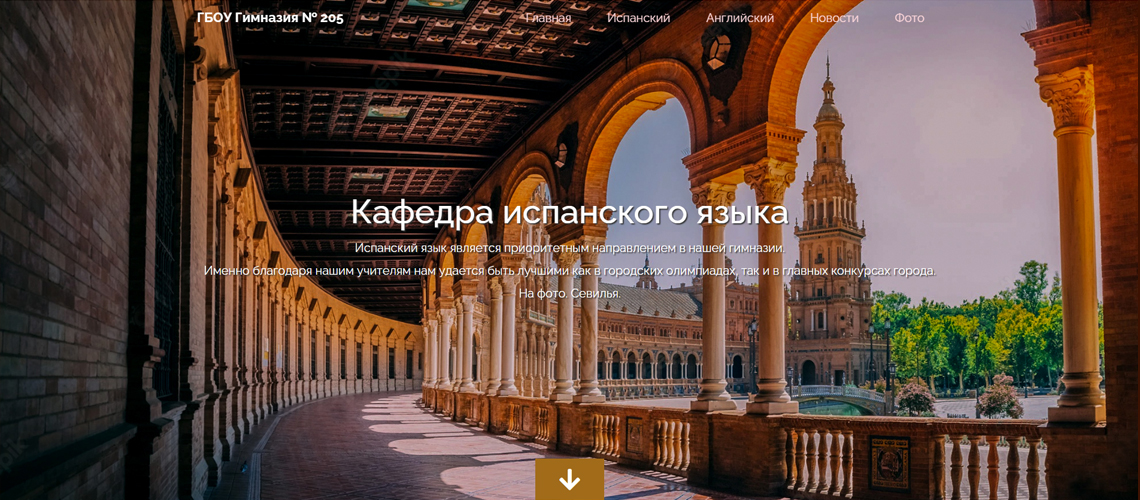 ГБОУ Гимназия № 205
Главная
Испанский
Английский
Новости
Фото
Кафедра испанского языка
Испанский язык является приоритетным направлением в нашей гимназии.
Именно благодаря нашим учителям нам удается быть лучшими как в городских олимпиадах, так и в главных конкурсах города.
На фото. Севилья.